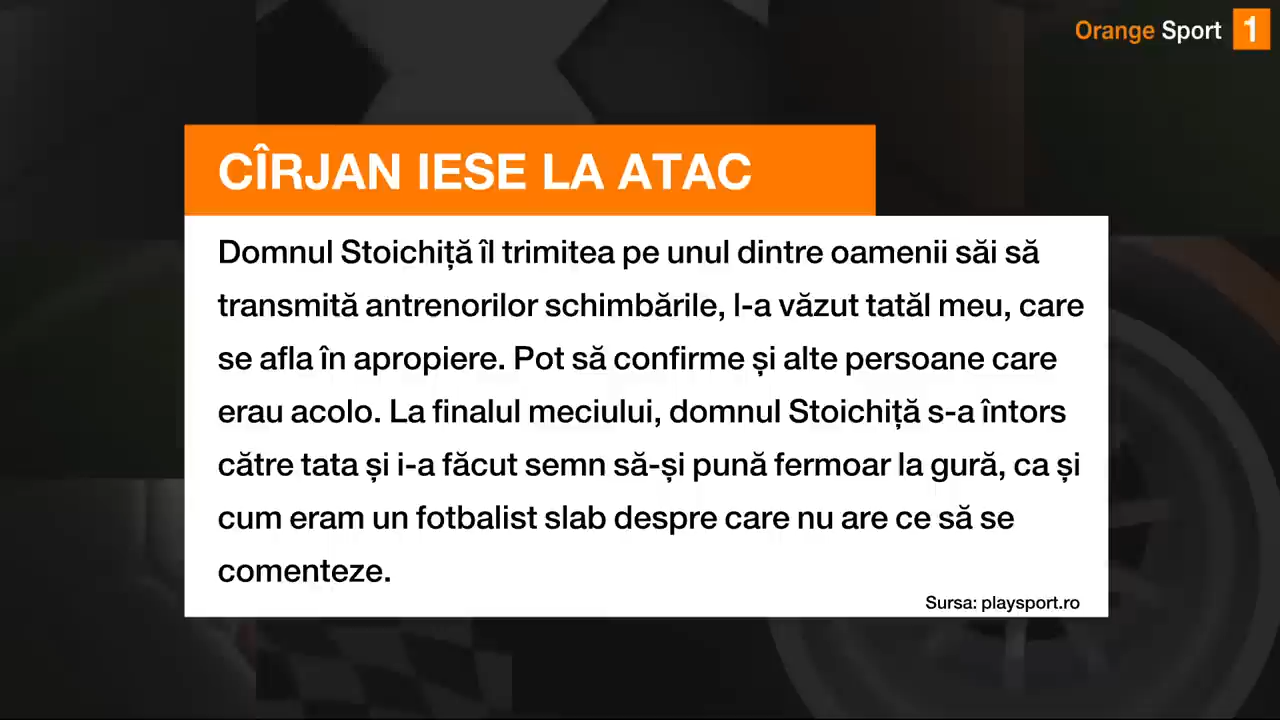 Orange Sport 1
CÎRJAN IESE LA ATAC
Domnul Stoichiță îl trimitea pe unul dintre oamenii săi să
transmită antrenorilor schimbările, l-a văzut tatăl meu, care
se afla în apropiere. Pot să confirme și alte persoane care
erau acolo. La finalul meciului, domnul Stoichiță s-a întors
către tata și i-a făcut semn să-și pună fermoar la gură, ca și
cum eram un fotbalist slab despre care nu are ce să se
comenteze.
Sursa: playsport.ro